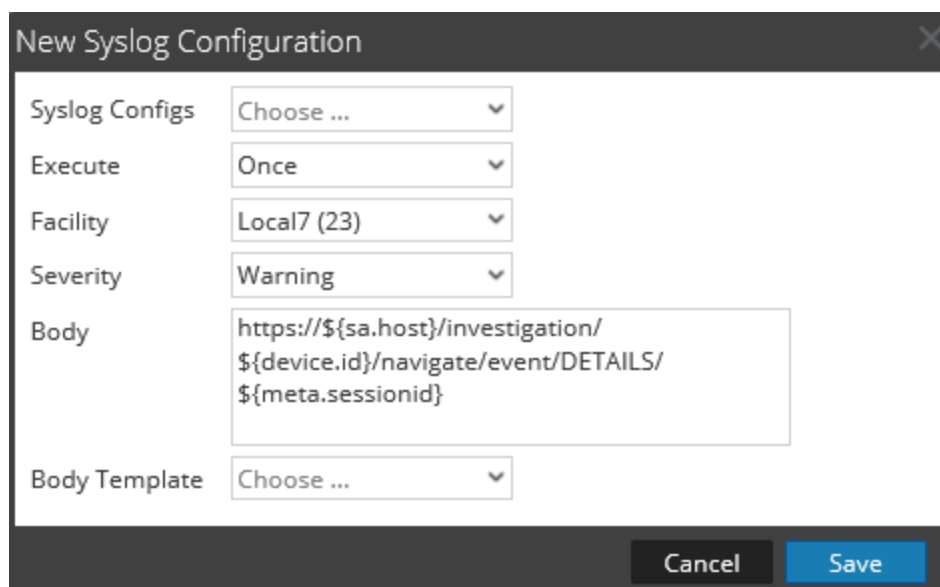 New Syslog Configuration
Syslog Configs Choose ...
Execute Once
Facility Local7 (23)
Severity Warning
Body https://${sa.host}/investigation/
${device.id}/navigate/event/DETAILS/
${meta.sessionid}
Body Template Choose ...
Cancel Save